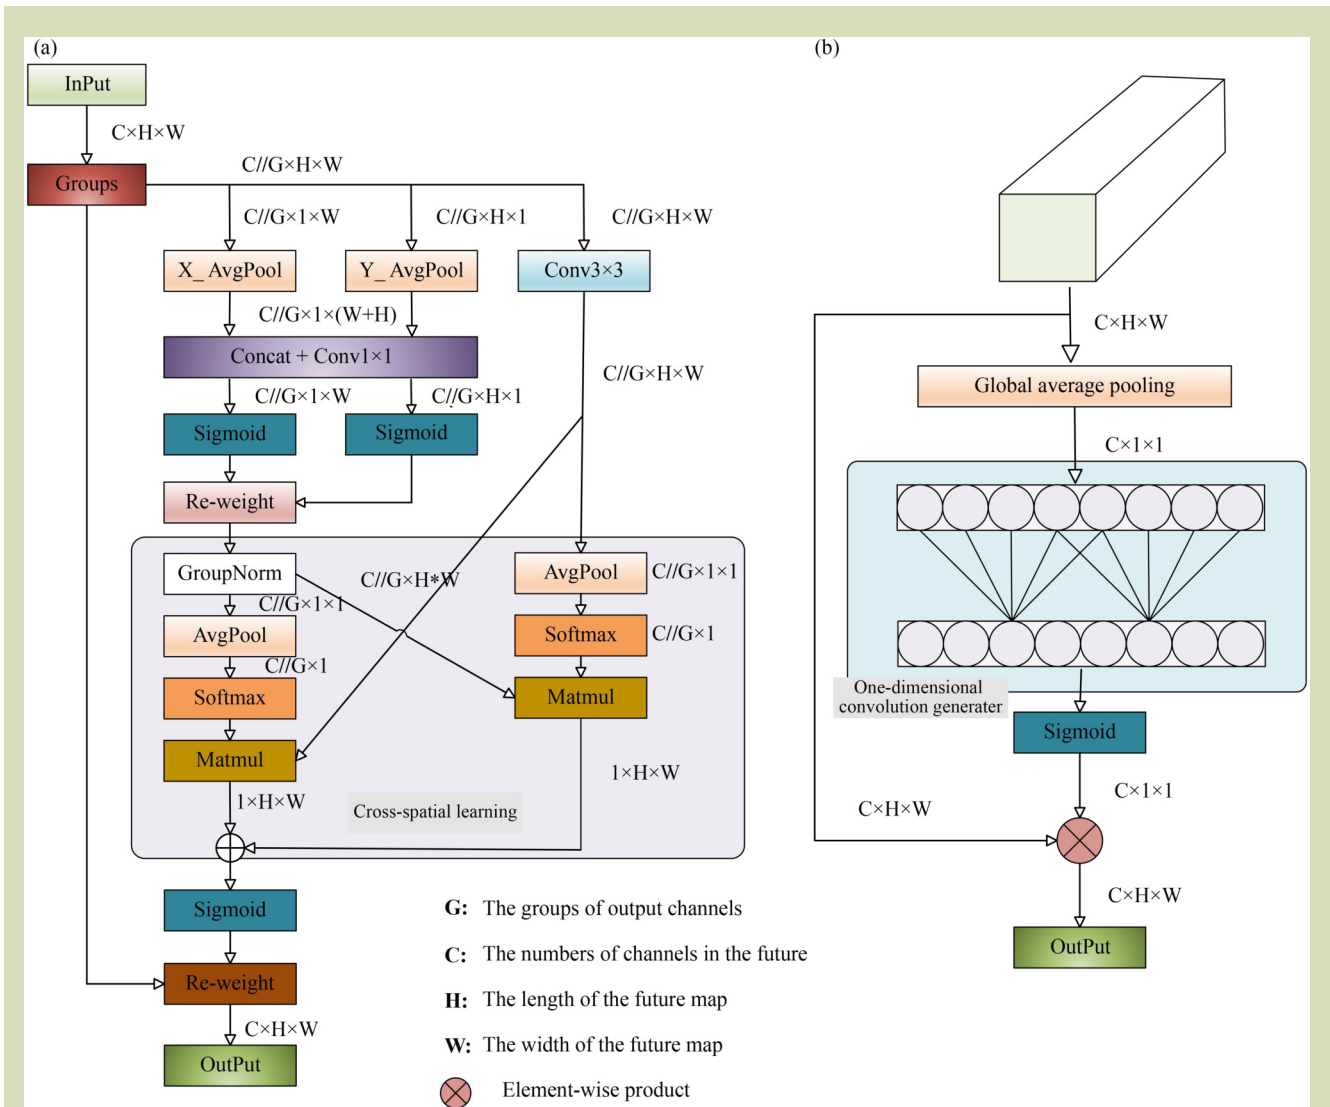 (a)
InPut
C×H×W
Groups
C//G×H×W
C//G×1×W
C//G×H×1
C//G×H×W
X_ AvgPool
Y_ AvgPool
Conv3×3
C//G×1×(W+H)
Concat + Conv1×1
C//G×H×W
C//G×1×W
C//G×H×1
Sigmoid
Sigmoid
Re-weight
GroupNorm
C//G×H*W
AvgPool
C//G×1×1
C//G×1×1
AvgPool
Softmax
C//G×1
C//G×1
Softmax
Matmul
Matmul
1×H×W
1×H×W
Cross-spatial learning
Sigmoid
Re-weight
C×H×W
OutPut
G: The groups of output channels
C: The numbers of channels in the future
H: The length of the future map
W: The width of the future map
Element-wise product
(b)
C×H×W
Global average pooling
C×1×1
One-dimensional
convolution generater
Sigmoid
C×1×1
C×H×W
C×H×W
OutPut